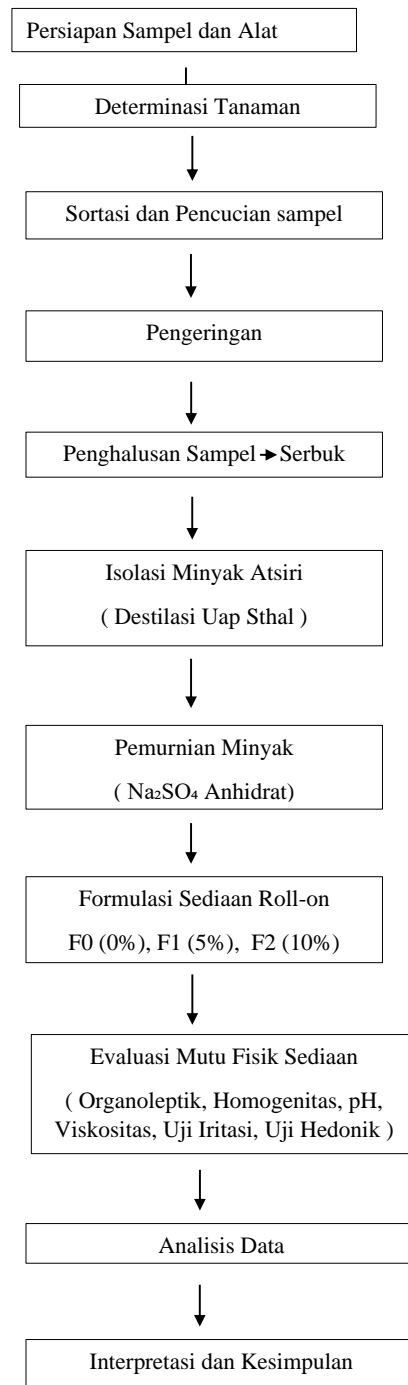 Persiapan Sampel dan Alat
Determinasi Tanaman
Sortasi dan Pencucian sampel
Pengeringan
Penghalusan Sampel → Serbuk
Isolasi Minyak Atsiri
( Destilasi Uap Sthal )
Pemurnian Minyak
( Na₂SO₄ Anhidrat)
Formulasi Sediaan Roll-on
F0 (0%), F1 (5%), F2 (10%)
Evaluasi Mutu Fisik Sediaan
( Organoleptik, Homogenitas, pH,
Viskositas, Uji Iritasi, Uji Hedonik )
Analisis Data
Interpretasi dan Kesimpulan